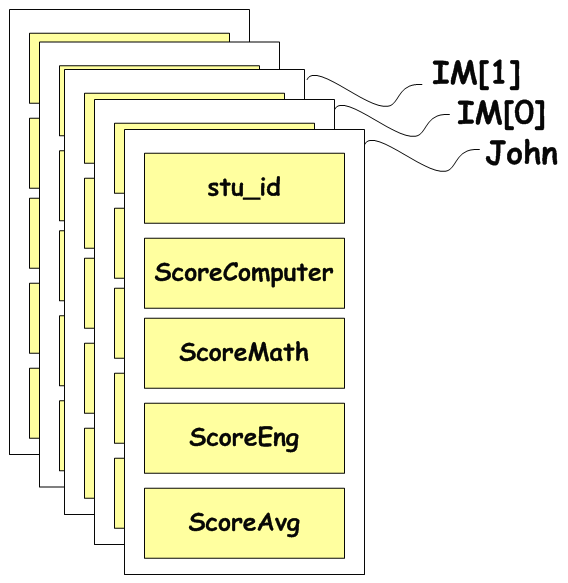 IM[1]
IM[0]
John
stu_id
ScoreComputer
ScoreMath
ScoreEng
ScoreAvg